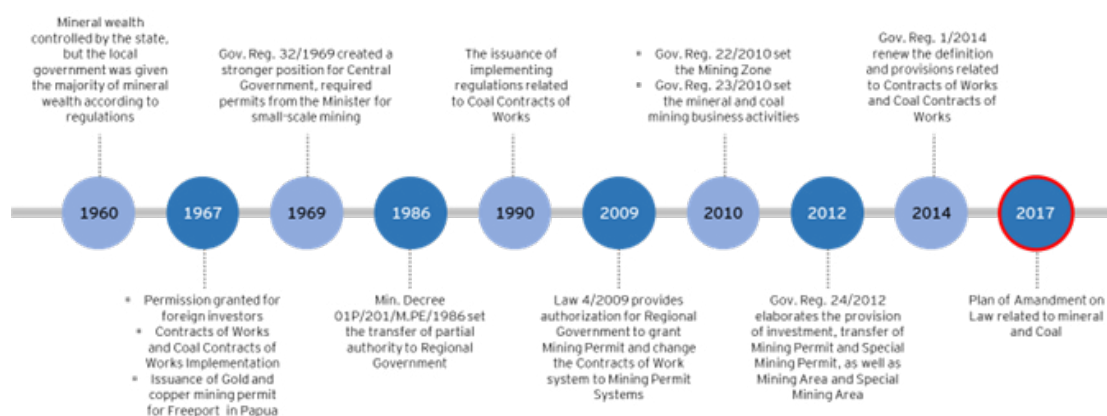 Mineral wealth
controlled by the state,
but the local
government was given
the majority of mineral
wealth according to
regulations
Gov. Reg. 32/1969 created a
stronger position for Central
Government, required
permits from the Minister for
small-scale mining
The issuance of
implementing
regulations related
to Coal Contracts of
Works
▪ Gov. Reg. 22/2010 set
the Mining Zone
▪ Gov. Reg. 23/2010 set
the mineral and coal
mining business activities
Gov. Reg. 1/2014
renew the definition
and provisions related
to Contracts of Works
and Coal Contracts of
Works
1960
1967
1969
1986
1990
2009
2010
2012
2014
2017
▪ Permission granted for
foreign investors
▪ Contracts of Works
and Coal Contracts of
Works Implementation
▪ Issuance of Gold and
copper mining permit
for Freeport in Papua
Min. Decree
01P/201/M.PE/1986 set
the transfer of partial
authority to Regional
Government
Law 4/2009 provides
authorization for Regional
Government to grant
Mining Permit and change
the Contracts of Work
system to Mining Permit
Systems
Gov. Reg. 24/2012
elaborates the provision
of investment, transfer of
Mining Permit and Special
Mining Permit, as well as
Mining Area and Special
Mining Area
Plan of Amandment on
Law related to mineral
and Coal